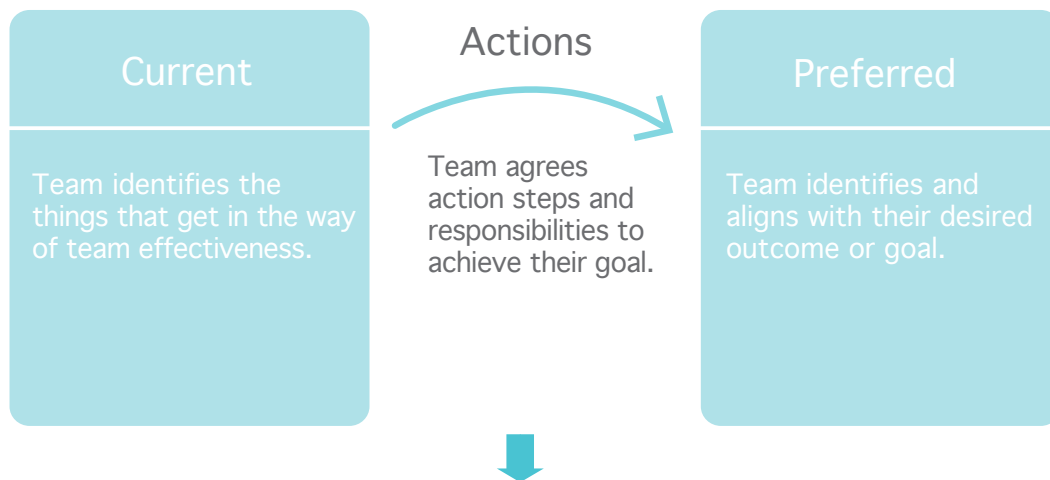 Current
Team identifies the
things that get in the way
of team effectiveness.
Actions
Team agrees
action steps and
responsibilities to
achieve their goal.
Preferred
Team identifies and
aligns with their desired
outcome or goal.